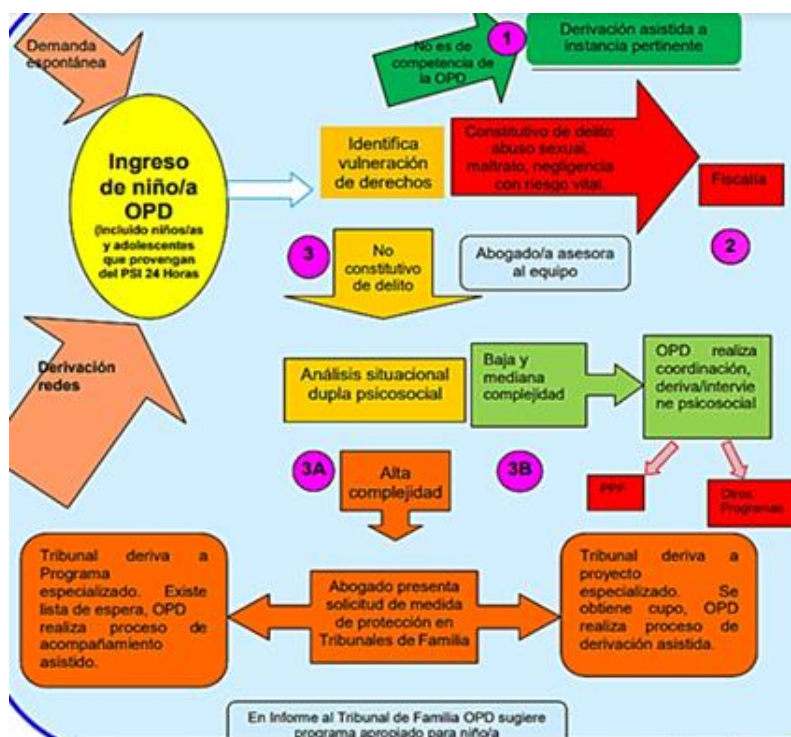 Demanda
espontánea
No es de
competencia de
la OPD
1
Derivación asistida a
instancia pertinente
Ingreso
de niño/a
OPD
(Incluido niños/as
y adolescentes
que provengan
del PSI 24 Horas
Identifica
vulneración
de derechos
Constitutivo de delito:
abuso sexual,
maltrato, negligencia
con riesgo vital.
Fiscalía
2
3
No
constitutivo
de delito
Abogado/a asesora
al equipo
Derivación
redes
Análisis situacional
dupla psicosocial
Baja y
mediana
complejidad
OPD realiza
coordinación,
deriva/intervie
ne psicosocial
3A
Alta
complejidad
3B
PPF
Otros
Programas
Tribunal deriva a
Programa
especializado. Existe
lista de espera, OPD
realiza proceso de
acompañamiento
asistido.
Abogado presenta
solicitud de medida
de protección en
Tribunales de Familia
Tribunal deriva a
proyecto
especializado. Se
obtiene cupo, OPD
realiza proceso de
derivación asistida.
En Informe al Tribunal de Familia OPD sugiere
programa apropiado para niño/a